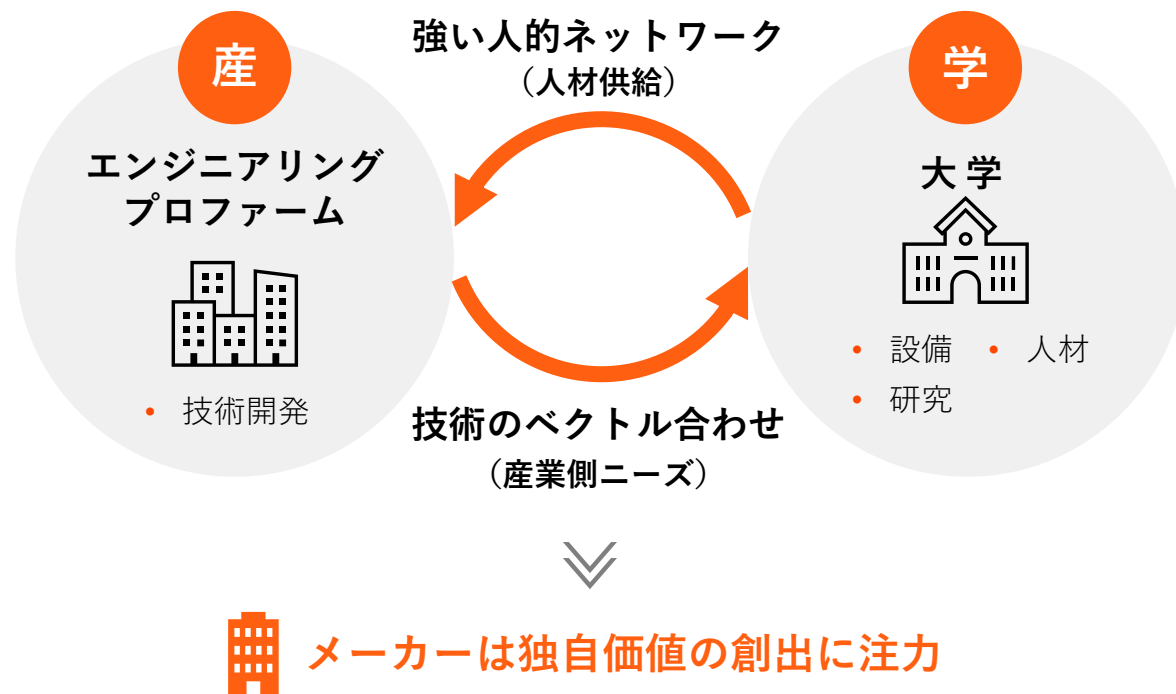 産
エンジニアリング
プロファーム
• 技術開発
強い人的ネットワーク
（人材供給）
技術のベクトル合わせ
（産業側ニーズ）
学
大学
• 設備 • 人材
• 研究
メーカーは独自価値の創出に注力